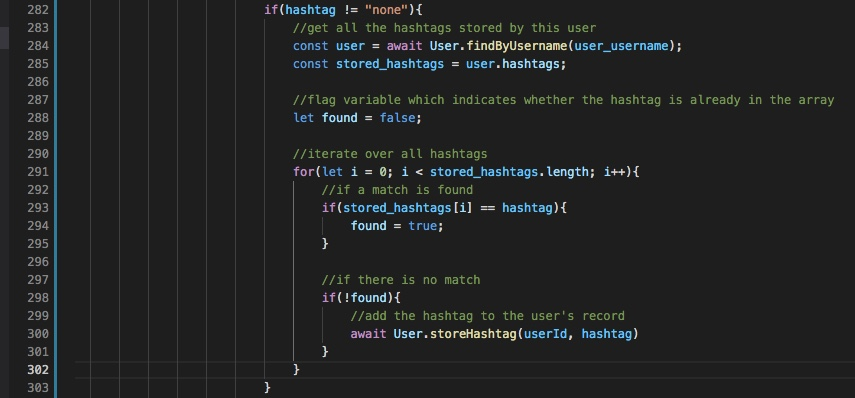 282 if(hashtag != "none"){
283 //get all the hashtags stored by this user
284 const user = await User.findByUsername(user_username);
285 const stored_hashtags = user.hashtags;
286
287 //flag variable which indicates whether the hashtag is already in the array
288 let found = false;
289
290 //iterate over all hashtags
291 for(let i = 0; i < stored_hashtags.length; i++){
292 //if a match is found
293 if(stored_hashtags[i] == hashtag){
294 found = true;
295 }
296
297 //if there is no match
298 if(!found){
299 //add the hashtag to the user's record
300 await User.storeHashtag(userId, hashtag)
301 }
302 }
303 }